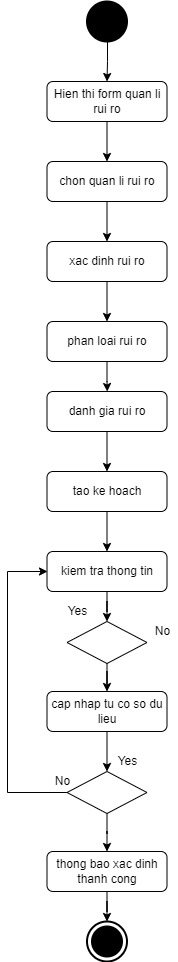 Hien thi form quan li
rui ro
chon quan li rui ro
xac dinh rui ro
phan loai rui ro
danh gia rui ro
tao ke hoach
kiem tra thong tin
Yes
No
cap nhap tu co so du
lieu
Yes
No
thong bao xac dinh
thanh cong